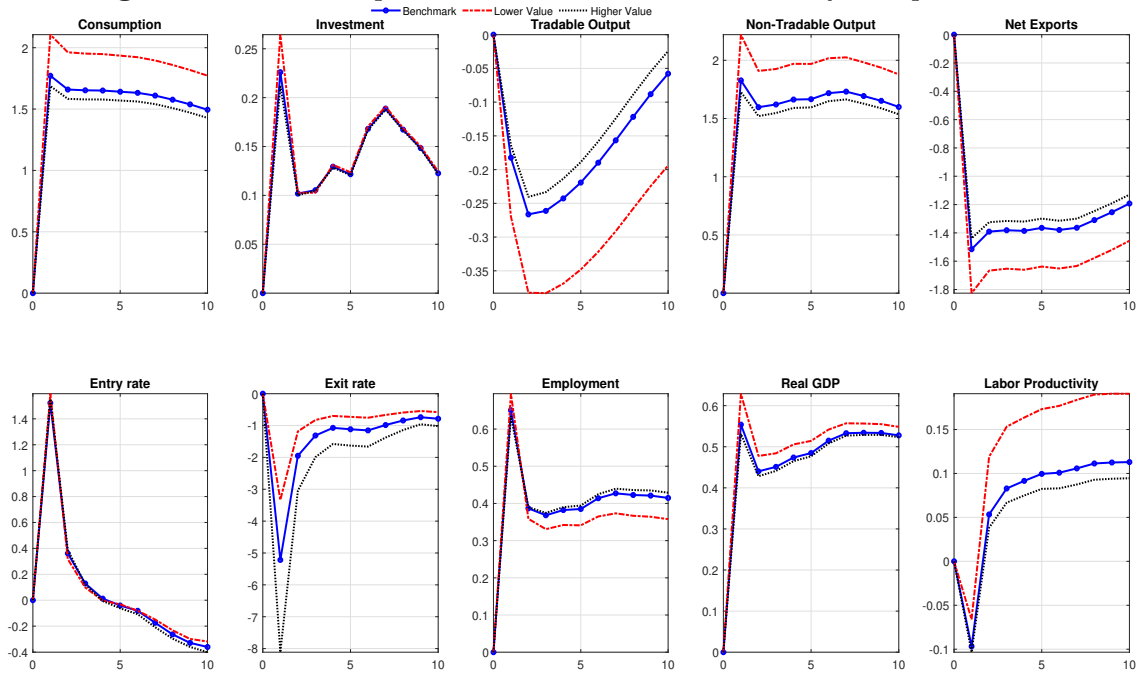 Benchmark Lower Value Higher Value
Consumption Investment Tradable Output Non-Tradable Output Net Exports
2 1.5 1 0.5 0
0 5 10
0.25 0.2 0.15 0.1 0.05 0
0 5 10
0 -0.05 -0.1 -0.15 -0.2 -0.25 -0.3 -0.35
0 5 10
2 1.5 1 0.5 0
0 5 10
0 -0.2 -0.4 -0.6 -0.8 -1 -1.2 -1.4 -1.6 -1.8
0 5 10
Entry rate Exit rate Employment Real GDP Labor Productivity
1.4 1.2 1 0.8 0.6 0.4 0.2 0 -0.2 -0.4
0 5 10
0 -1 -2 -3 -4 -5 -6 -7 -8
0 5 10
0.6 0.5 0.4 0.3 0.2 0.1 0
0 5 10
0.6 0.5 0.4 0.3 0.2 0.1 0
0 5 10
0.15 0.1 0.05 0 -0.05 -0.1
0 5 10